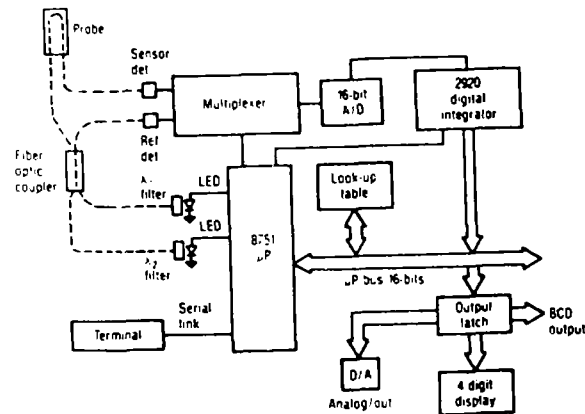 Probe
Sensor
det
Multiplexer
16-bit
A/D
2920
digital
integrator
Ref
det
Fiber
optic
coupler
λ1
filter
LED
LED
λ2
filter
8751
μP
Look-up
table
μP bus 16-bits
Serial
link
Terminal
Output
latch
BCD
output
D/A
Analog/out
4 digit
display